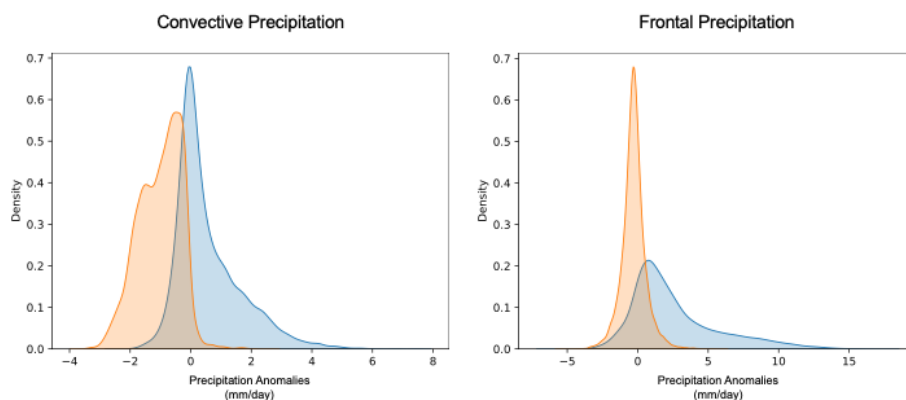 Convective Precipitation
Frontal Precipitation
0.7
0.6
0.5
0.4
0.3
0.2
0.1
0.0
Density
−4 −2 0 2 4 6 8
Precipitation Anomalies
(mm/day)
0.7
0.6
0.5
0.4
0.3
0.2
0.1
0.0
Density
−5 0 5 10 15
Precipitation Anomalies
(mm/day)